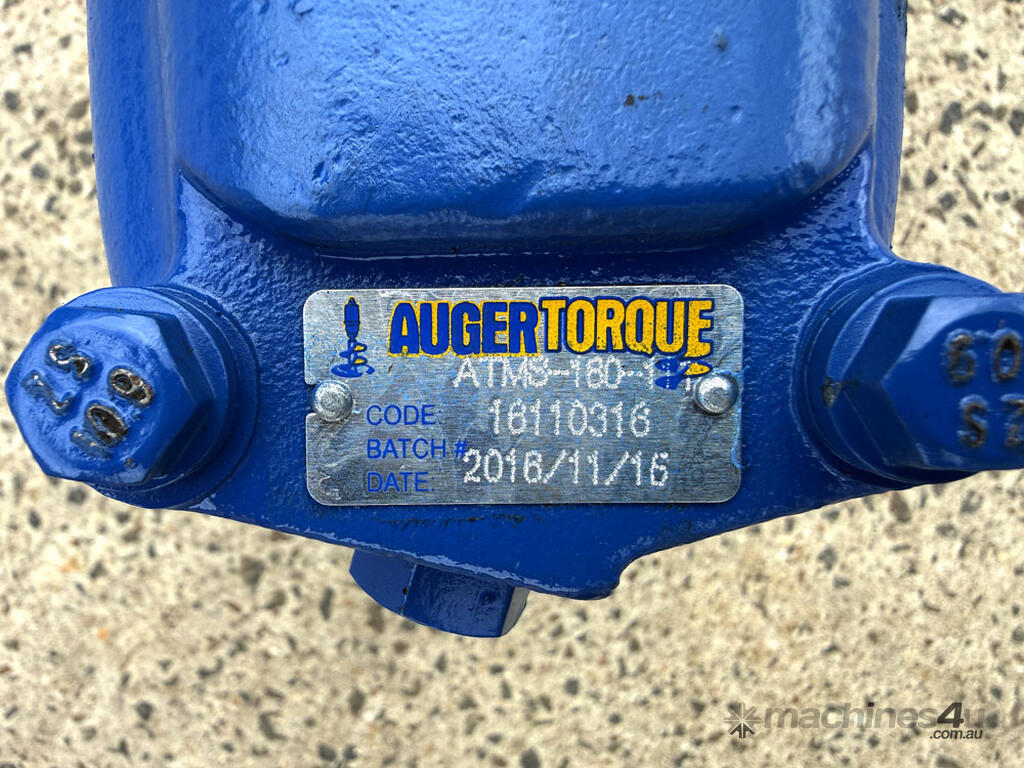 AUGERTORQUE
CODE:
16110316
BATCH #
DATE.
2016/11/16
machines4u
.com.au